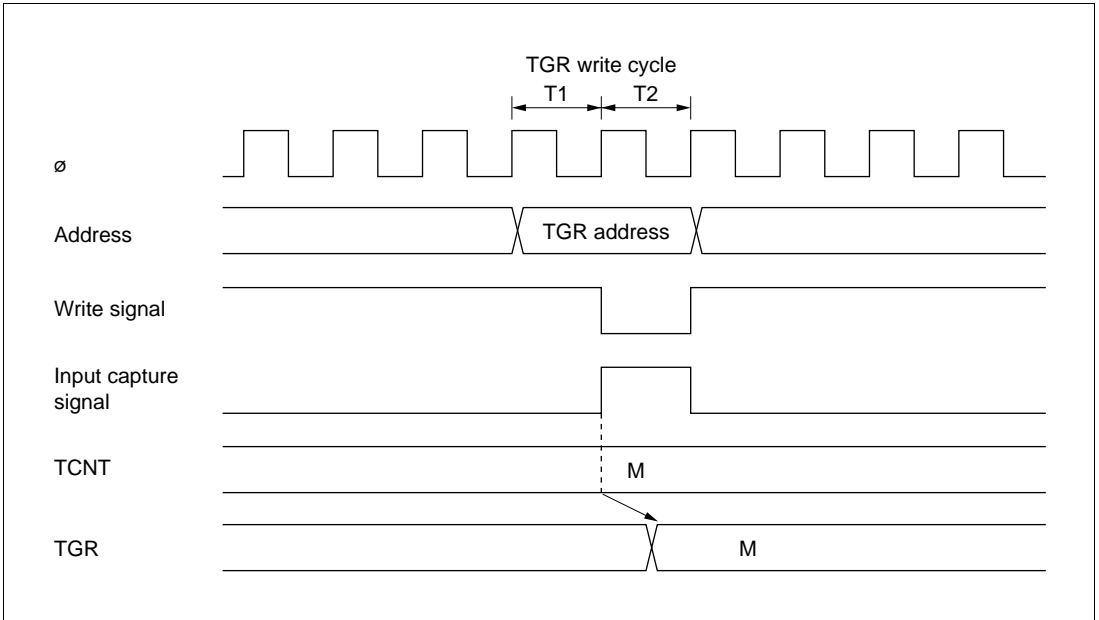 TGR write cycle
T1 T2
ø
Address TGR address
Write signal
Input capture
signal
TCNT M
TGR M